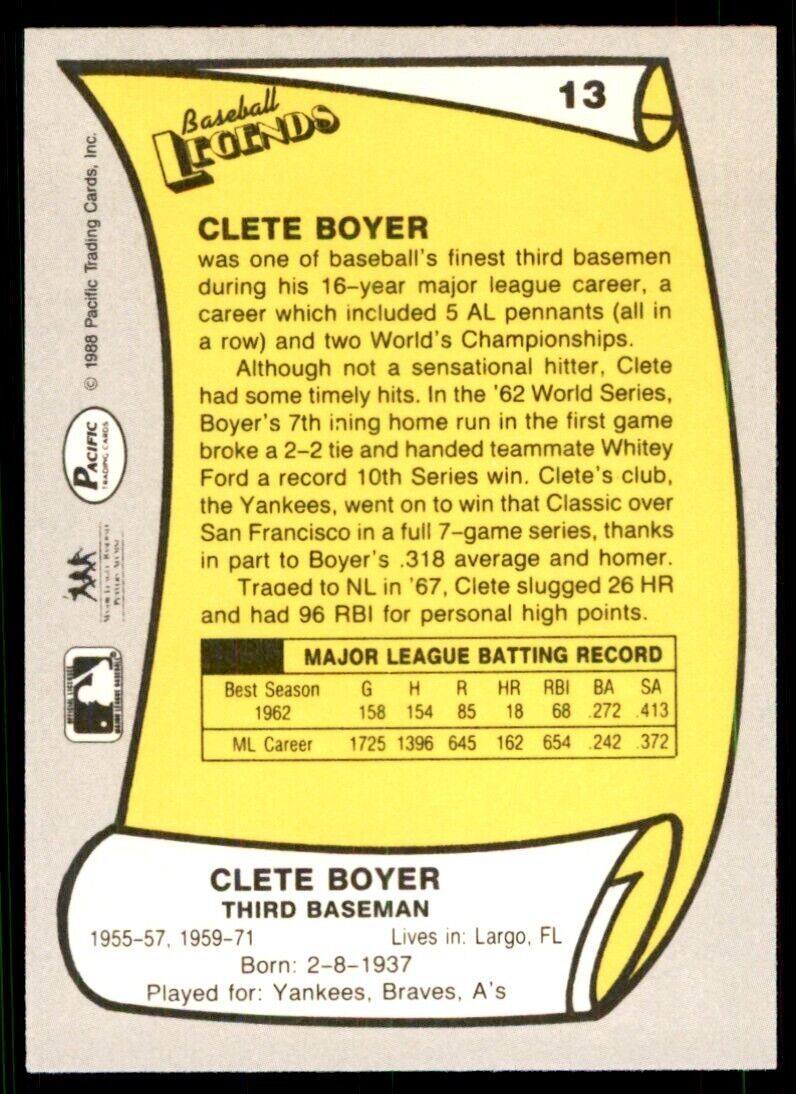 13
Baseball
LEGENDS
CLETE BOYER
was one of baseball's finest third basemen
during his 16-year major league career, a
career which included 5 AL pennants (all in
a row) and two World's Championships.
Although not a sensational hitter, Clete
had some timely hits. In the '62 World Series,
Boyer's 7th ining home run in the first game
broke a 2-2 tie and handed teammate Whitey
Ford a record 10th Series win. Clete's club,
the Yankees, went on to win that Classic over
San Francisco in a full 7-game series, thanks
in part to Boyer's .318 average and homer.
Traded to NL in '67, Clete slugged 26 HR
and had 96 RBI for personal high points.
MAJOR LEAGUE BATTING RECORD
Best Season G H R HR RBI BA SA
1962 158 154 85 18 68 .272 .413
ML Career 1725 1396 645 162 654 .242 .372
CLETE BOYER
THIRD BASEMAN
1955-57, 1959-71 Lives in: Largo, FL
Born: 2-8-1937
Played for: Yankees, Braves, A's
© 1988 Pacific Trading Cards, Inc.
PACIFIC
TRADING CARDS
OFFICIAL LICENSEE
MAJOR LEAGUE BASEBALL®